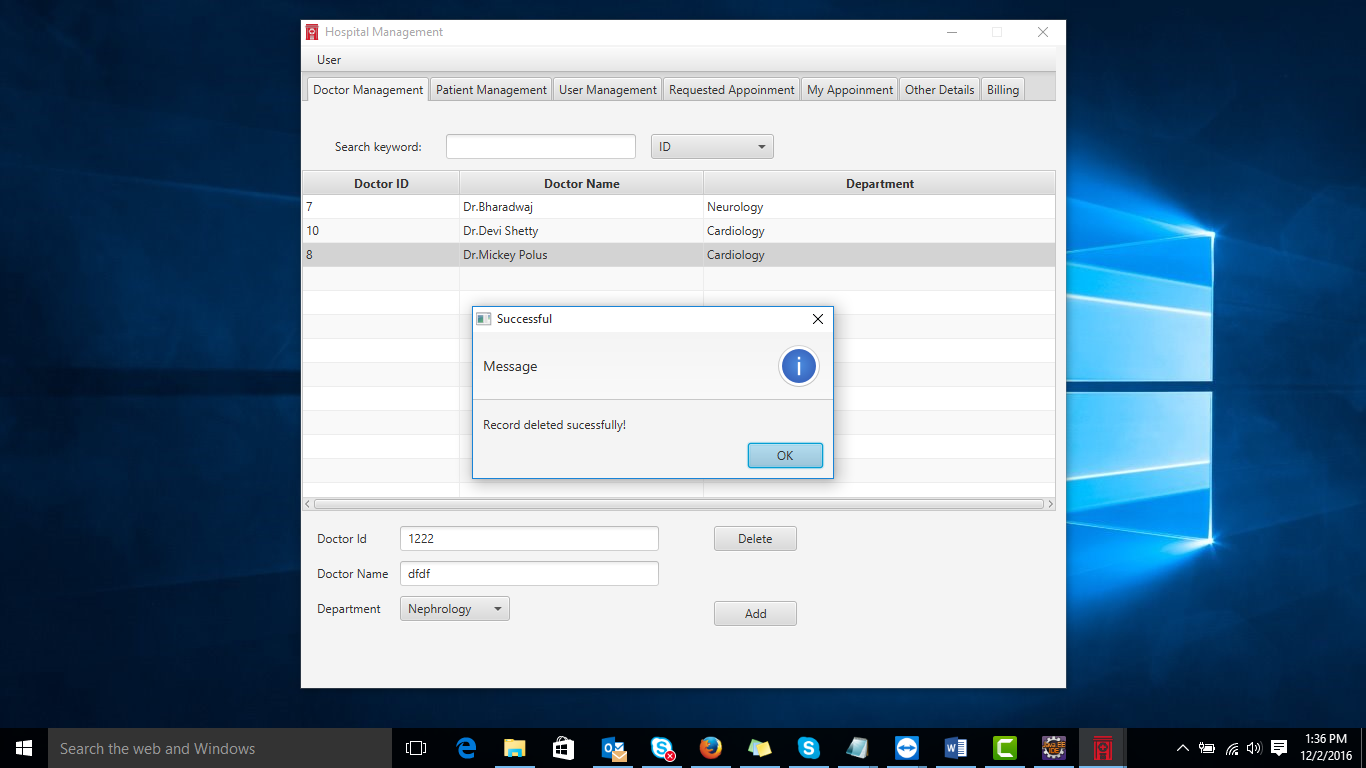 Hospital Management
User
Doctor Management Patient Management User Management Requested Appoinment My Appoinment Other Details Billing
Search keyword: ID
Doctor ID Doctor Name Department
7 Dr.Bharadwaj Neurology
10 Dr.Devi Shetty Cardiology
8 Dr.Mickey Polus Cardiology
Successful
Message
Record deleted sucessfully!
OK
Doctor Id 1222 Delete
Doctor Name dfdf
Department Nephrology Add
Search the web and Windows
1:36 PM
12/2/2016